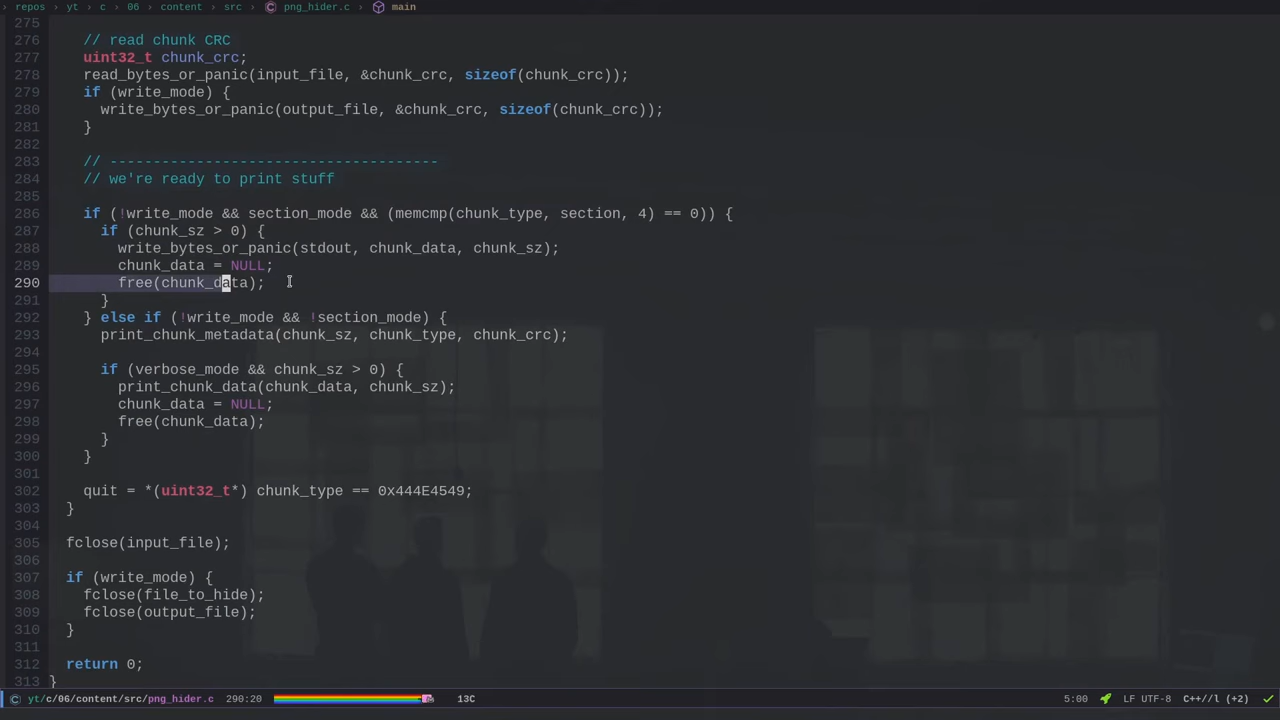 repos > yt > c > 06 > content > src > png_hider.c > main
275
276 // read chunk CRC
277 uint32_t chunk_crc;
278 read_bytes_or_panic(input_file, &chunk_crc, sizeof(chunk_crc));
279 if (write_mode) {
280 write_bytes_or_panic(output_file, &chunk_crc, sizeof(chunk_crc));
281 }
282
283 // --------------------------------------
284 // we're ready to print stuff
285
286 if (!write_mode && section_mode && (memcmp(chunk_type, section, 4) == 0)) {
287 if (chunk_sz > 0) {
288 write_bytes_or_panic(stdout, chunk_data, chunk_sz);
289 chunk_data = NULL;
290 free(chunk_data);
291 }
292 } else if (!write_mode && !section_mode) {
293 print_chunk_metadata(chunk_sz, chunk_type, chunk_crc);
294
295 if (verbose_mode && chunk_sz > 0) {
296 print_chunk_data(chunk_data, chunk_sz);
297 chunk_data = NULL;
298 free(chunk_data);
299 }
300 }
301
302 quit = *(uint32_t*) chunk_type == 0x444E4549;
303 }
304
305 fclose(input_file);
306
307 if (write_mode) {
308 fclose(file_to_hide);
309 fclose(output_file);
310 }
311
312 return 0;
313 }
yt/c/06/content/src/png_hider.c 290:20 13C 5:00 LF UTF-8 C++//l (+2)